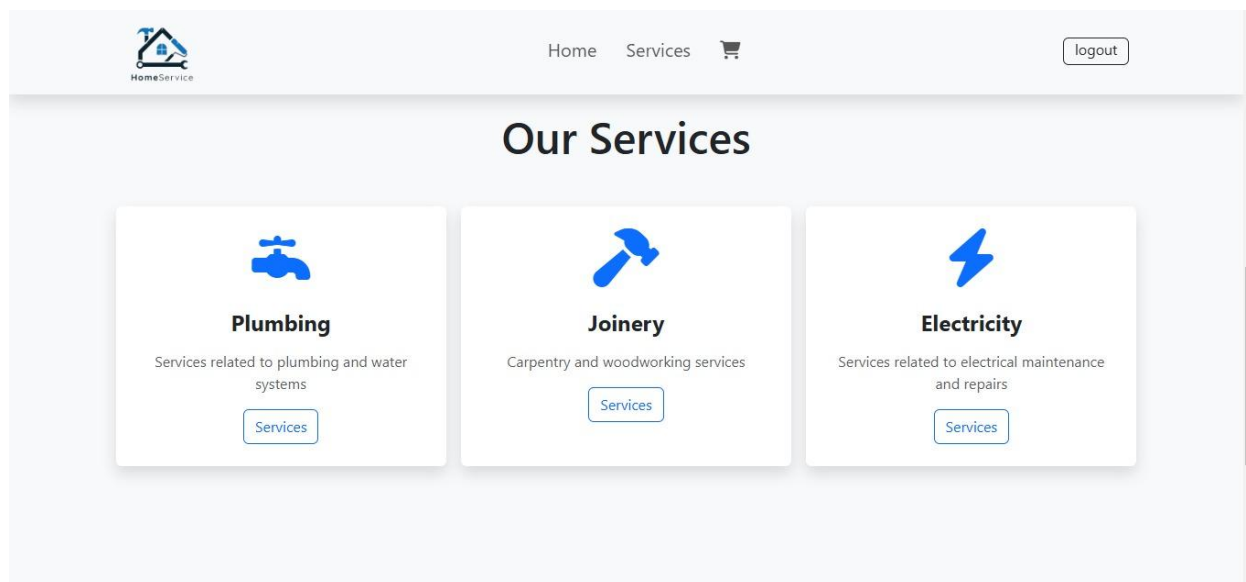 HomeService
Home Services
logout
Our Services
Plumbing
Services related to plumbing and water
systems
Services
Joinery
Carpentry and woodworking services
Services
Electricity
Services related to electrical maintenance
and repairs
Services